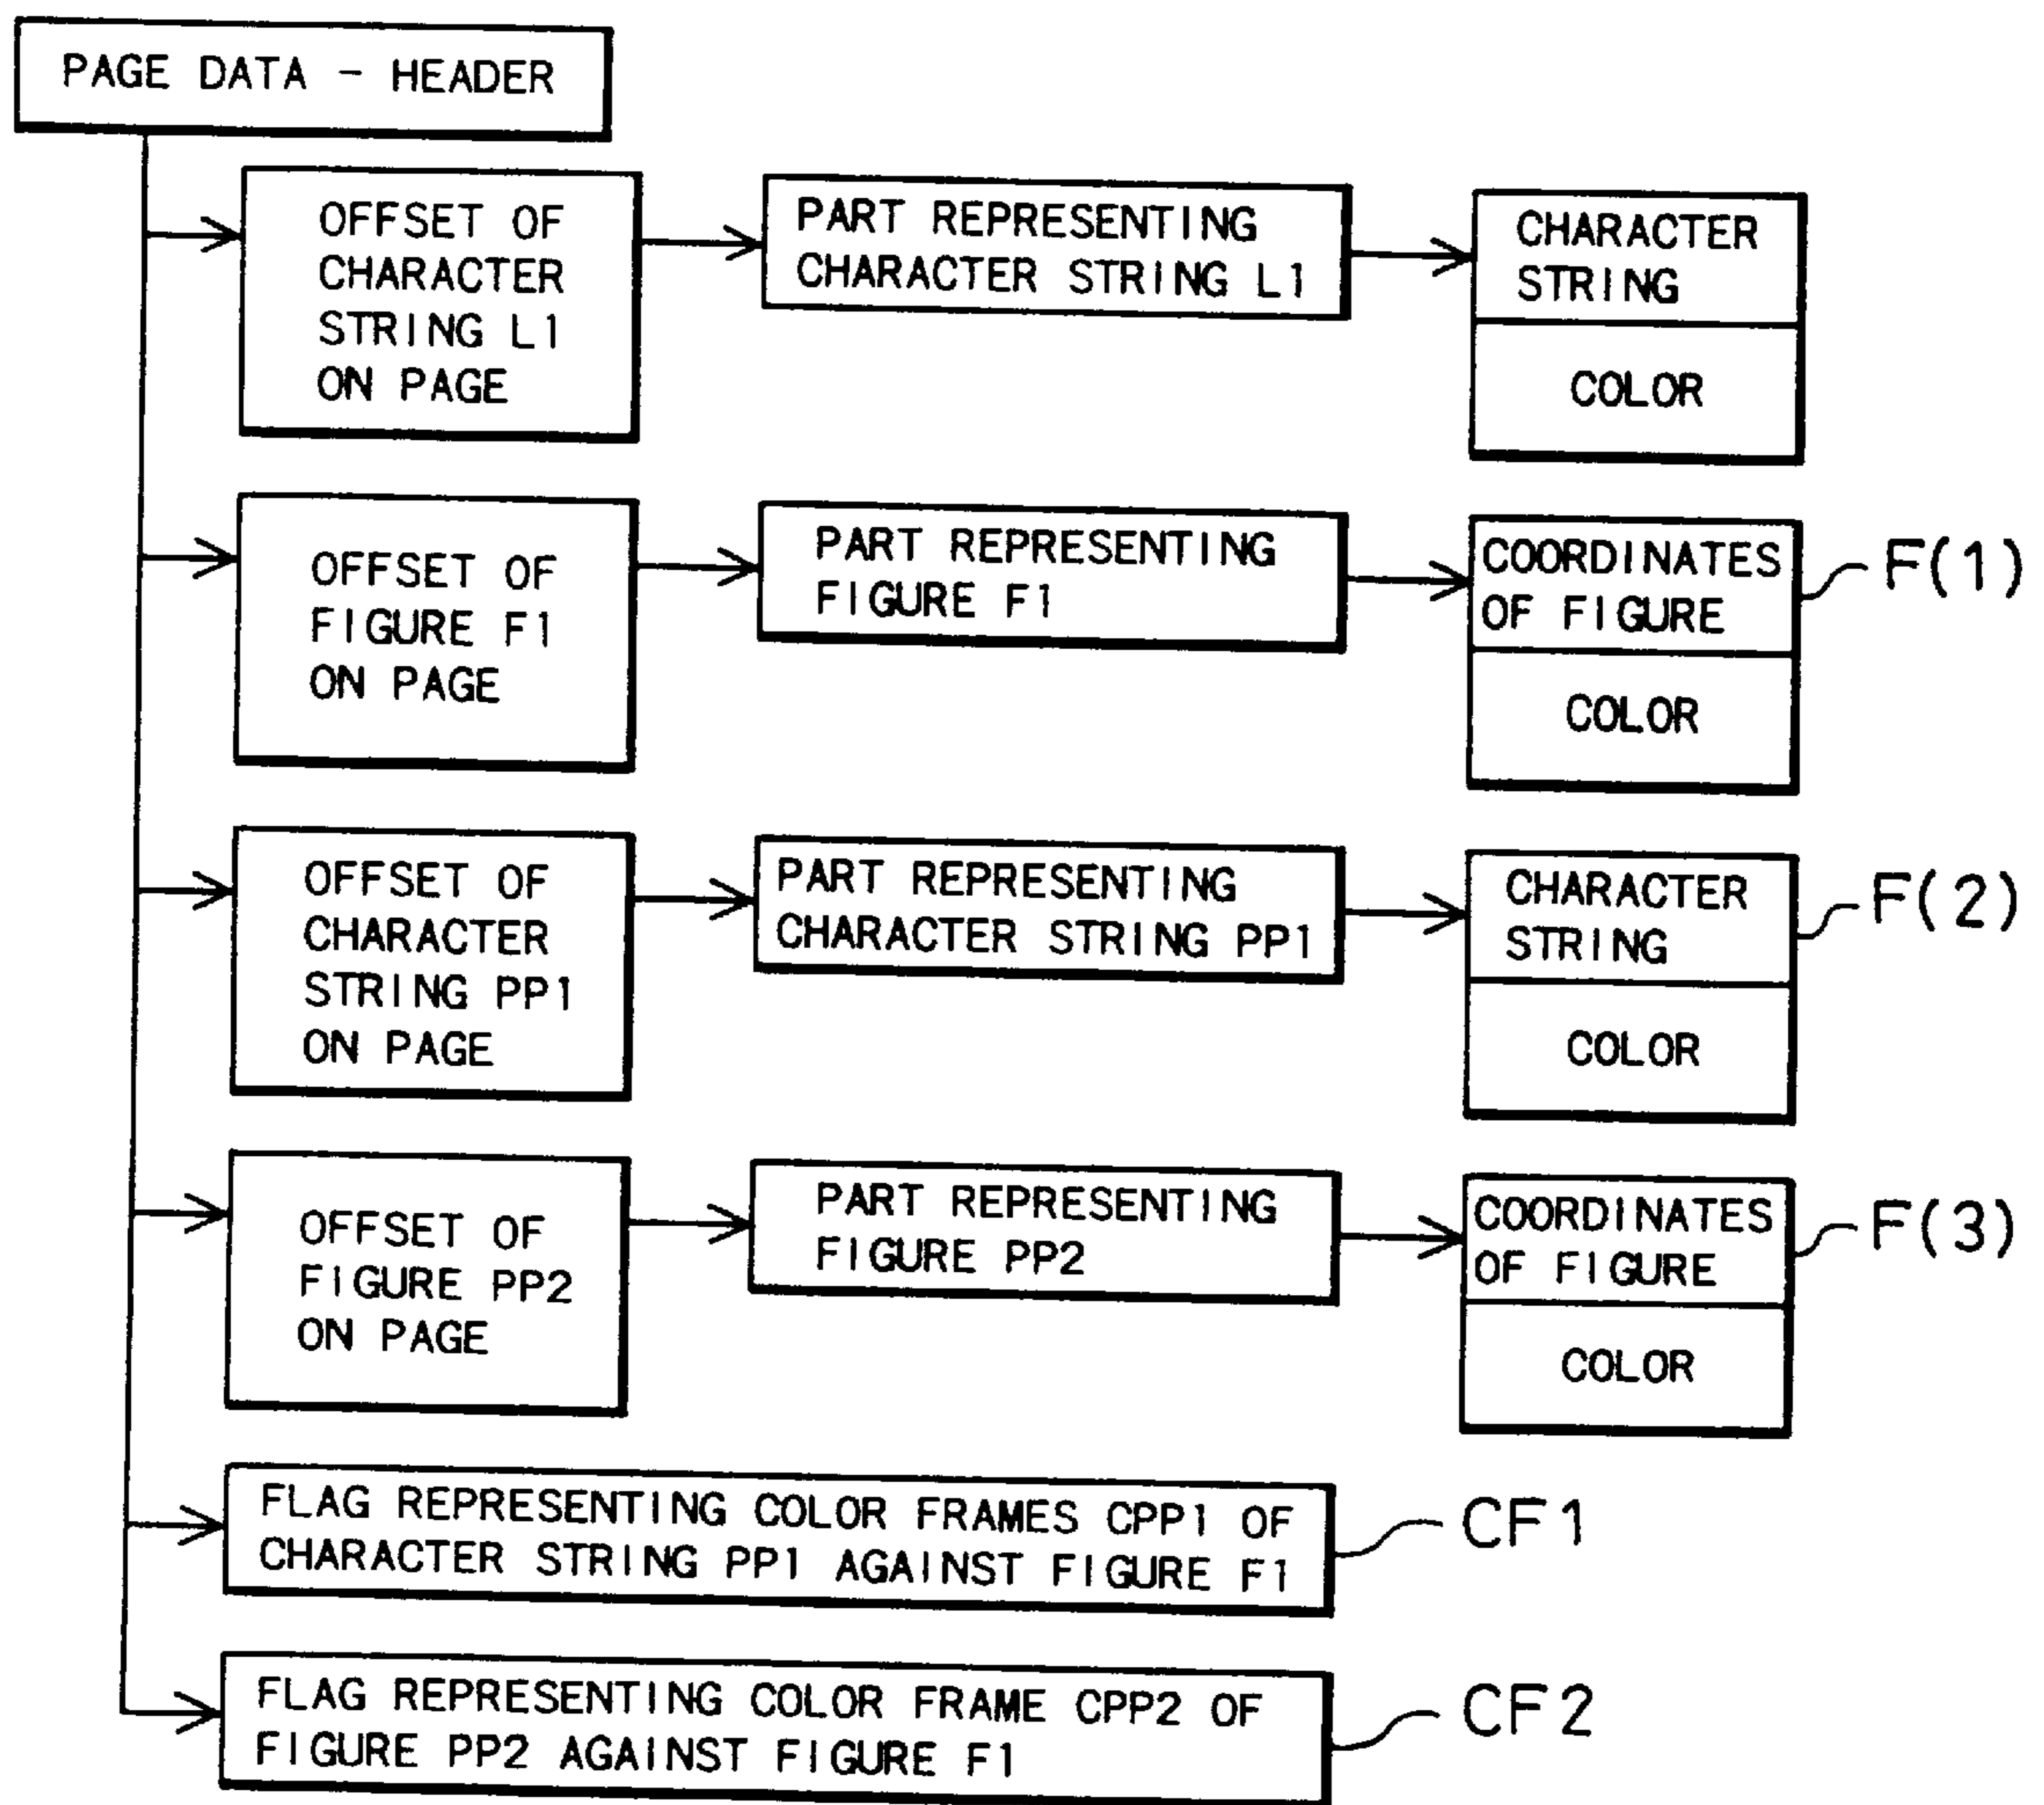 PAGE DATA - HEADER
OFFSET OF
CHARACTER
STRING L1
ON PAGE
PART REPRESENTING
CHARACTER STRING L1
CHARACTER
STRING
COLOR
OFFSET OF
FIGURE F1
ON PAGE
PART REPRESENTING
FIGURE F1
COORDINATES
OF FIGURE
COLOR
F(1)
OFFSET OF
CHARACTER
STRING PP1
ON PAGE
PART REPRESENTING
CHARACTER STRING PP1
CHARACTER
STRING
COLOR
F(2)
OFFSET OF
FIGURE PP2
ON PAGE
PART REPRESENTING
FIGURE PP2
COORDINATES
OF FIGURE
COLOR
F(3)
FLAG REPRESENTING COLOR FRAMES CPP1 OF
CHARACTER STRING PP1 AGAINST FIGURE F1
CF1
FLAG REPRESENTING COLOR FRAME CPP2 OF
FIGURE PP2 AGAINST FIGURE F1
CF2